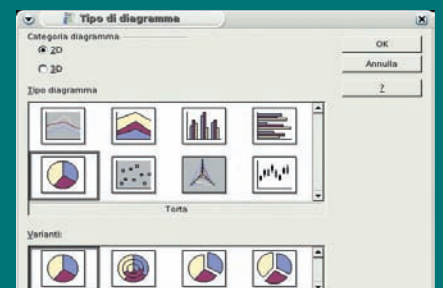 Tipo di diagramma
Categoria diagramma
2D
3D
OK
Annulla
?
Tipo diagramma
Torta
Varianti: